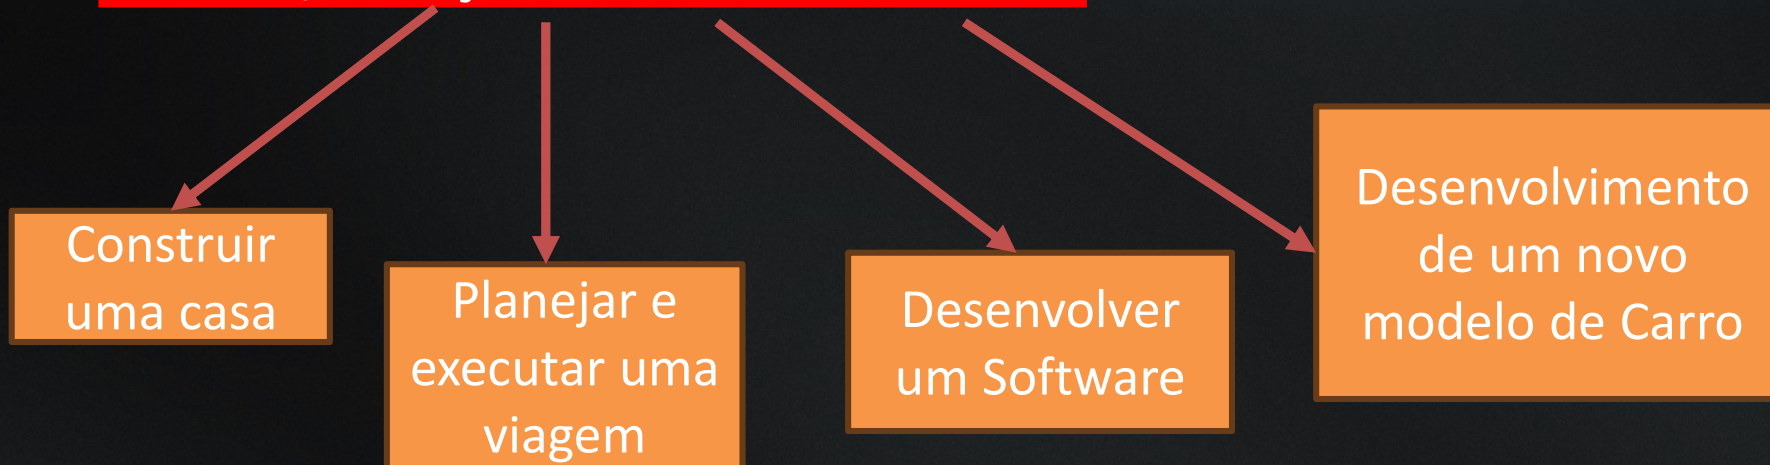 Construir
uma casa
Planejar e
executar uma
viagem
Desenvolver
um Software
Desenvolvimento
de um novo
modelo de Carro